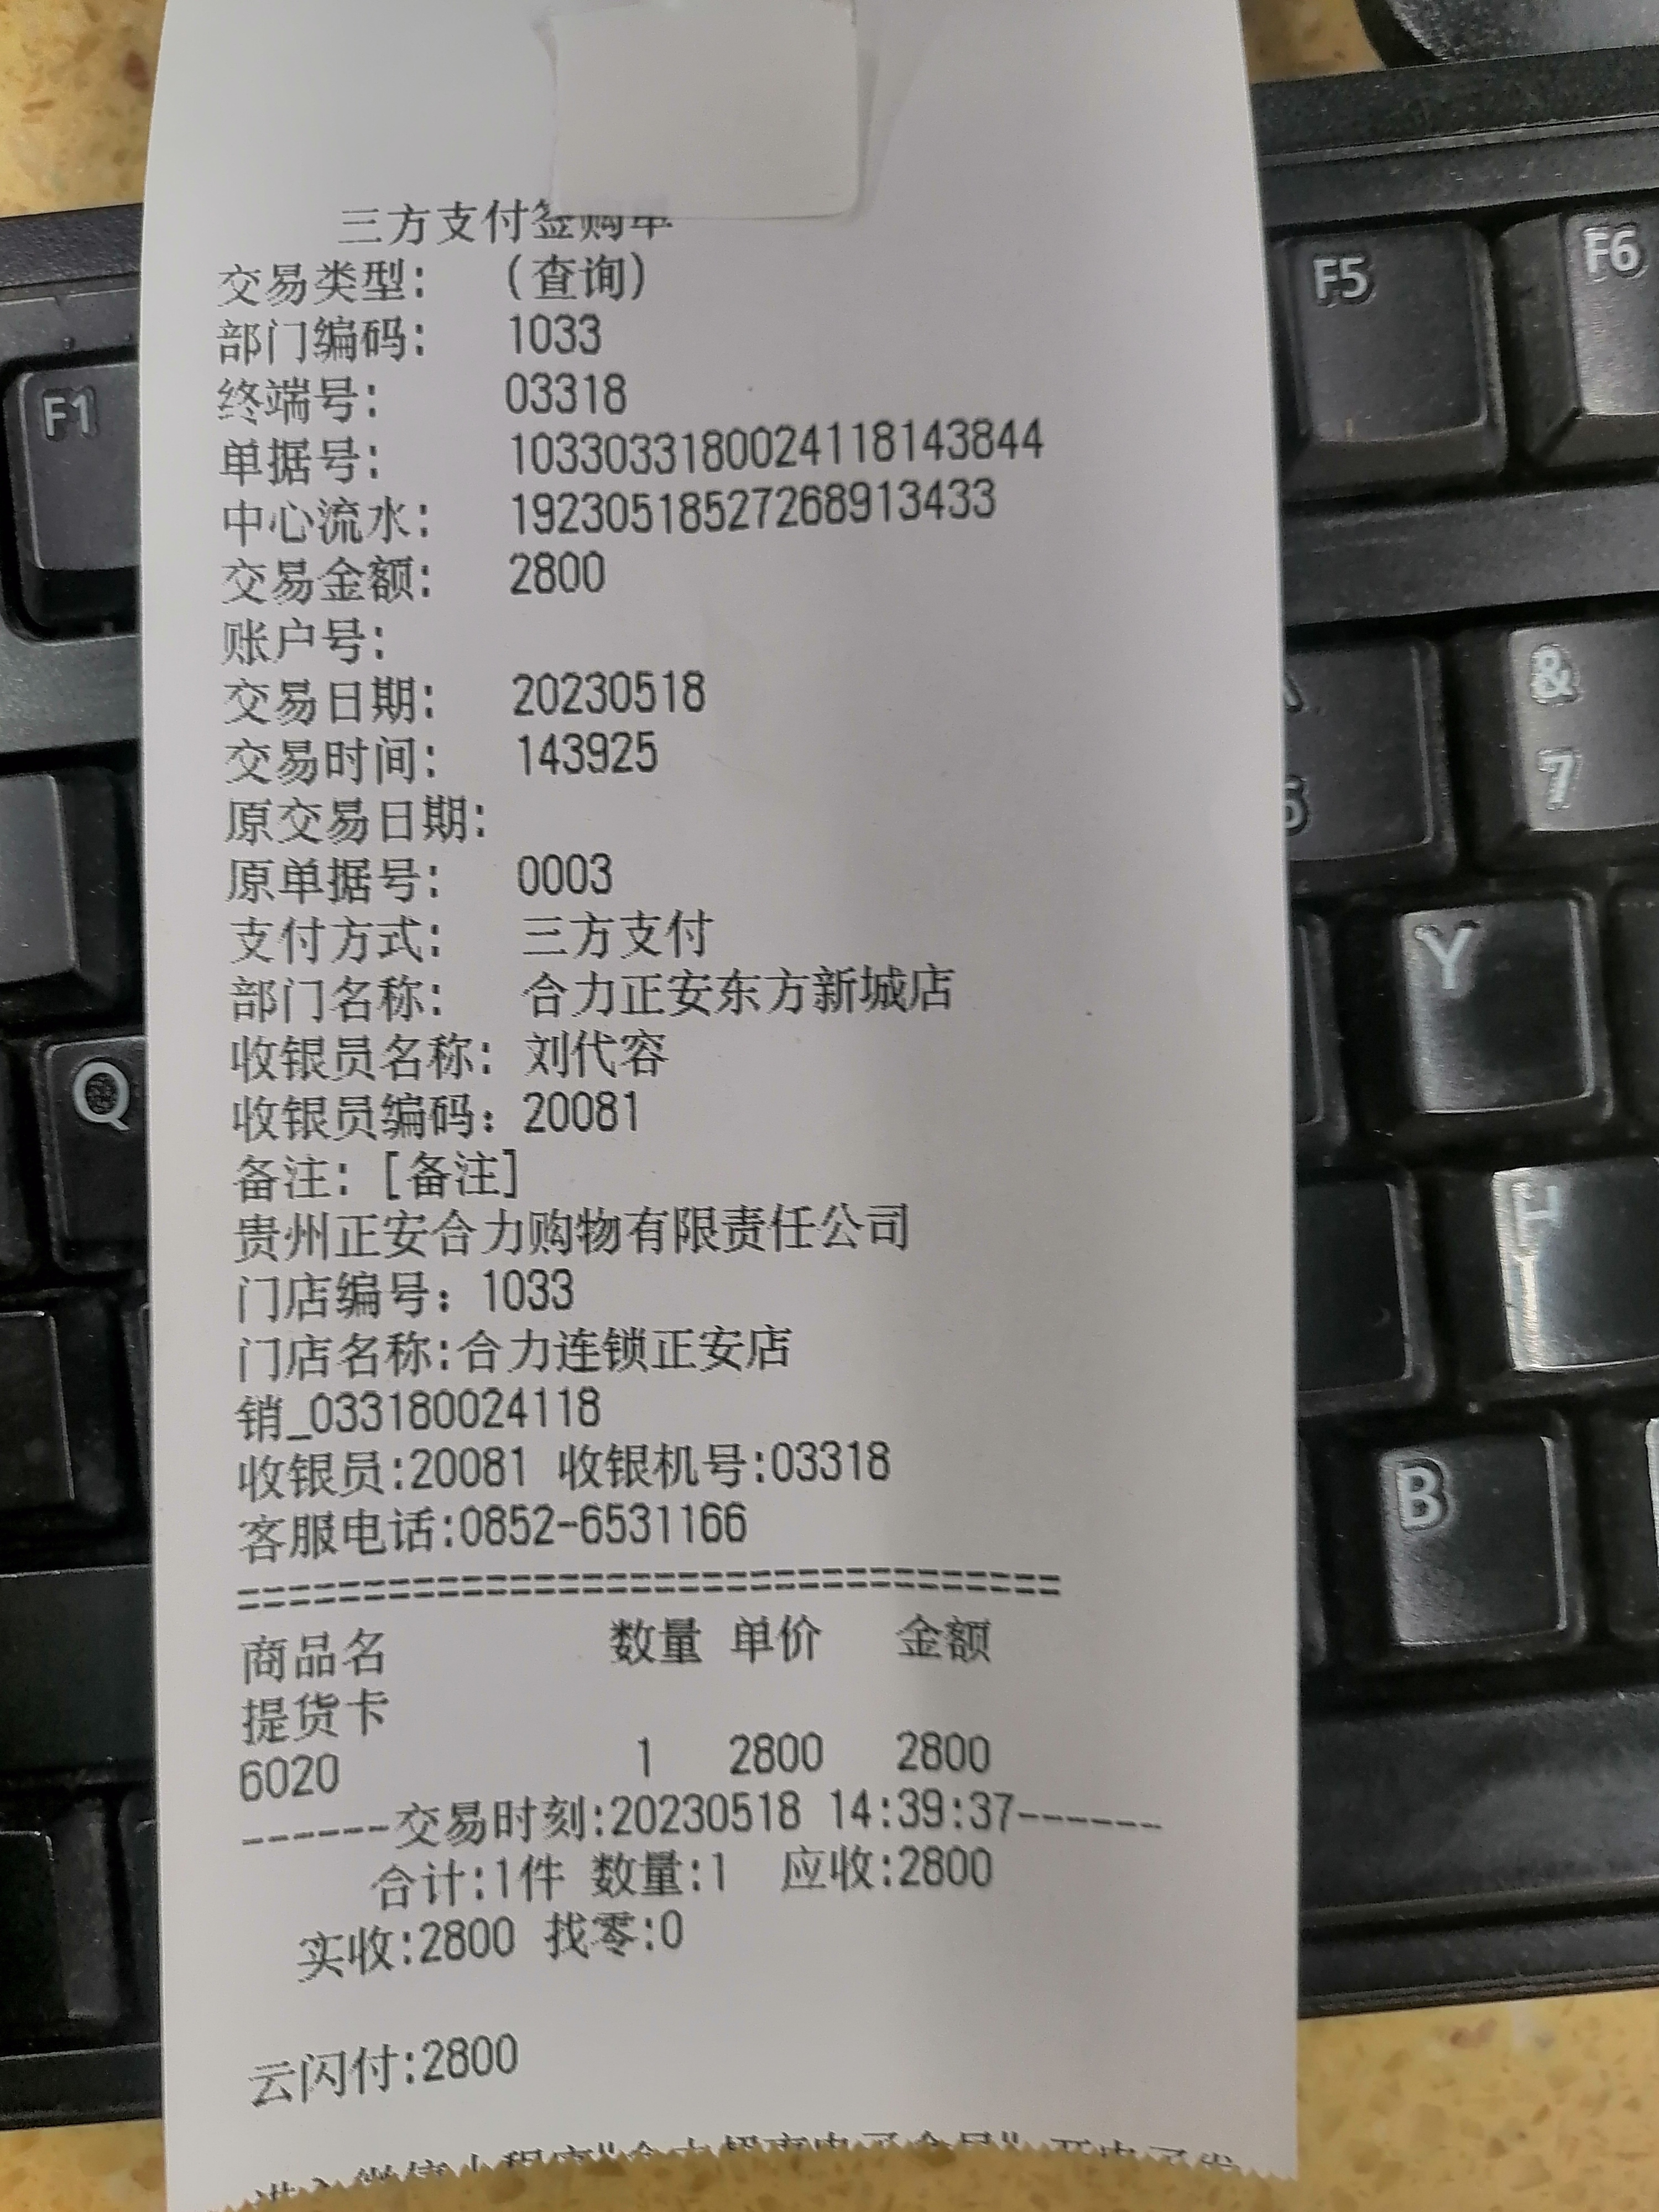 三方支付签购单
交易类型: (查询)
部门编码: 1033
终端号: 03318
单据号: 1033033180024118143844
中心流水: 19230518527268913433
交易金额: 2800
账户号:
交易日期: 20230518
交易时间: 143925
原交易日期:
原单据号: 0003
支付方式: 三方支付
部门名称: 合力正安东方新城店
收银员名称: 刘代容
收银员编码: 20081
备注: [备注]
贵州正安合力购物有限责任公司
门店编号: 1033
门店名称:合力连锁正安店
销_033180024118
收银员:20081 收银机号:03318
客服电话:0852-6531166
=================================
商品名 数量 单价 金额
提货卡
6020 1 2800 2800
------交易时刻:20230518 14:39:37------
合计:1件 数量:1 应收:2800
实收:2800 找零:0
云闪付:2800
F1
F5
F6
&
7
6
Y
Q
H
B